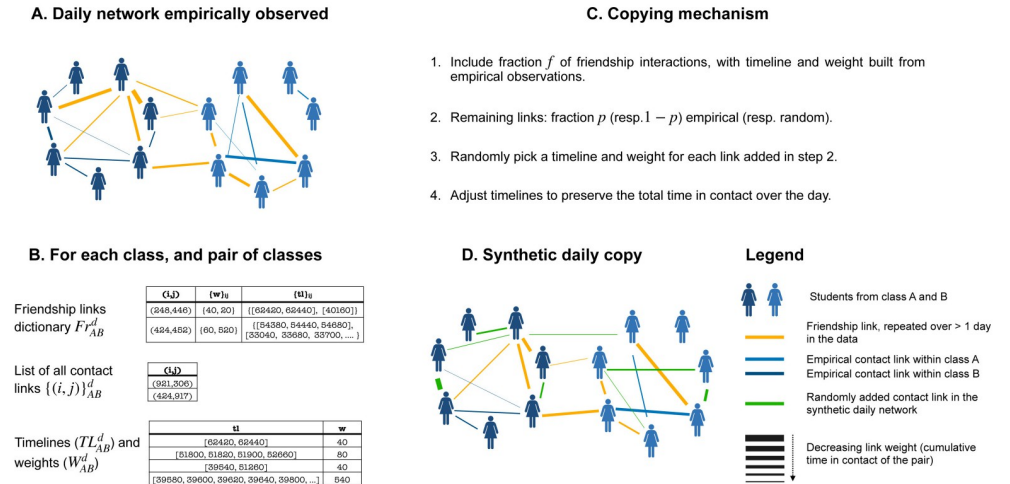 A. Daily network empirically observed
C. Copying mechanism
1. Include fraction f of friendship interactions, with timeline and weight built from
empirical observations.
2. Remaining links: fraction p (resp.1 − p) empirical (resp. random).
3. Randomly pick a timeline and weight for each link added in step 2.
4. Adjust timelines to preserve the total time in contact over the day.
B. For each class, and pair of classes
Friendship links
dictionary Fr^d_AB
(i,j) {w}ij {tl}ij
(248,446) {40, 20} {[62420, 62440], [40160]}
(424,452) {60, 520} {[54380, 54440, 54680],
[33040, 33680, 33700, .... }
List of all contact
links {(i, j)}^d_AB
(i,j)
(921,306)
(424,917)
Timelines (TL^d_AB) and
weights (W^d_AB)
tl w
[62420, 62440] 40
[51800, 51820, 51900, 52660] 80
[39540, 51260] 40
[39580, 39600, 39620, 39640, 39800, ...] 540
D. Synthetic daily copy
Legend
Students from class A and B
Friendship link, repeated over > 1 day
in the data
Empirical contact link within class A
Empirical contact link within class B
Randomly added contact link in the
synthetic daily network
Decreasing link weight (cumulative
time in contact of the pair)